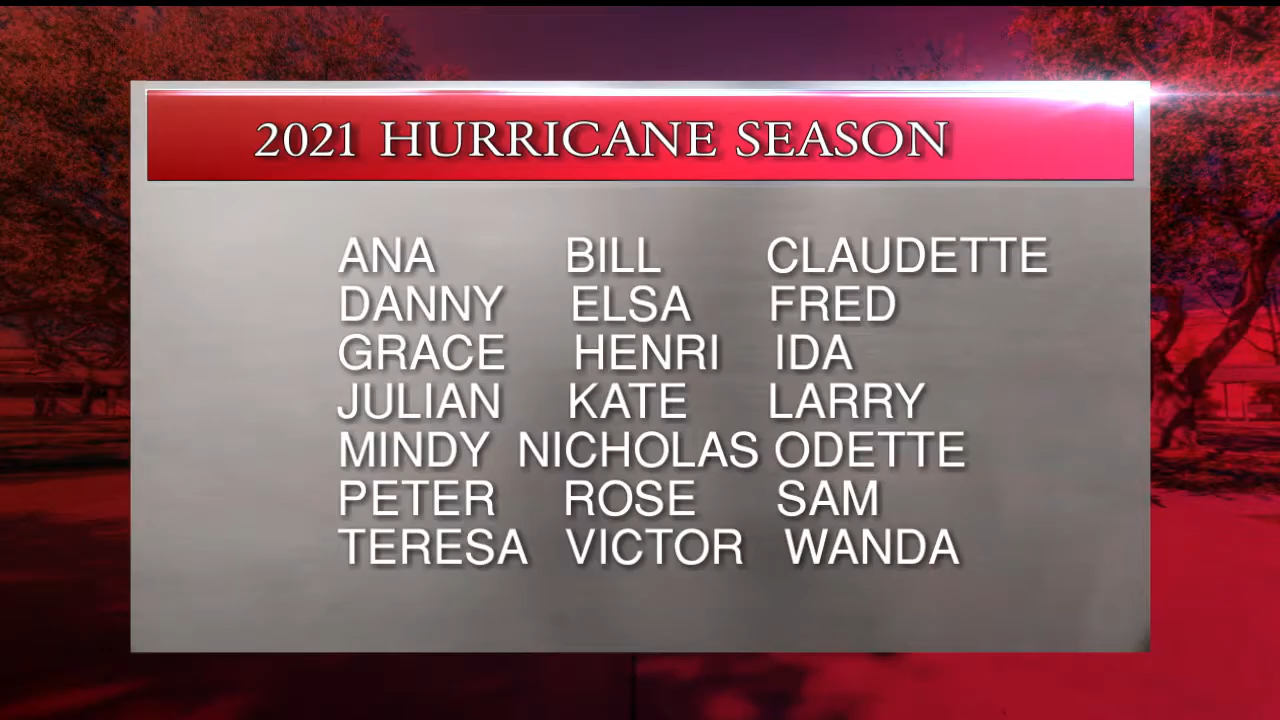 2021 HURRICANE SEASON
ANA BILL CLAUDETTE
DANNY ELSA FRED
GRACE HENRI IDA
JULIAN KATE LARRY
MINDY NICHOLAS ODETTE
PETER ROSE SAM
TERESA VICTOR WANDA